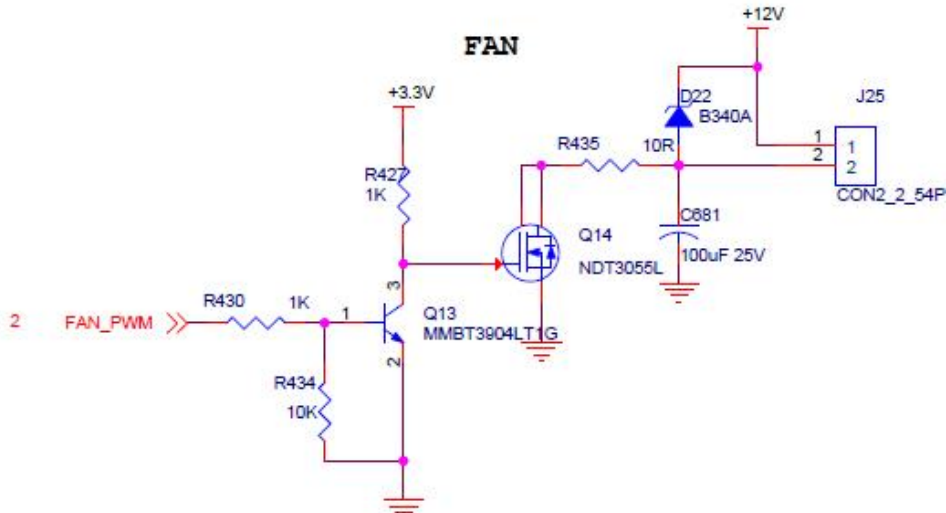 FAN
+12V
+3.3V
D22
B340A
J25
R435
10R
1
2
1
2
CON2_2_54P
R427
1K
C681
100uF 25V
Q14
NDT3055L
3
R430
1K
1
Q13
MMBT3904LT1G
2
FAN_PWM
2
R434
10K